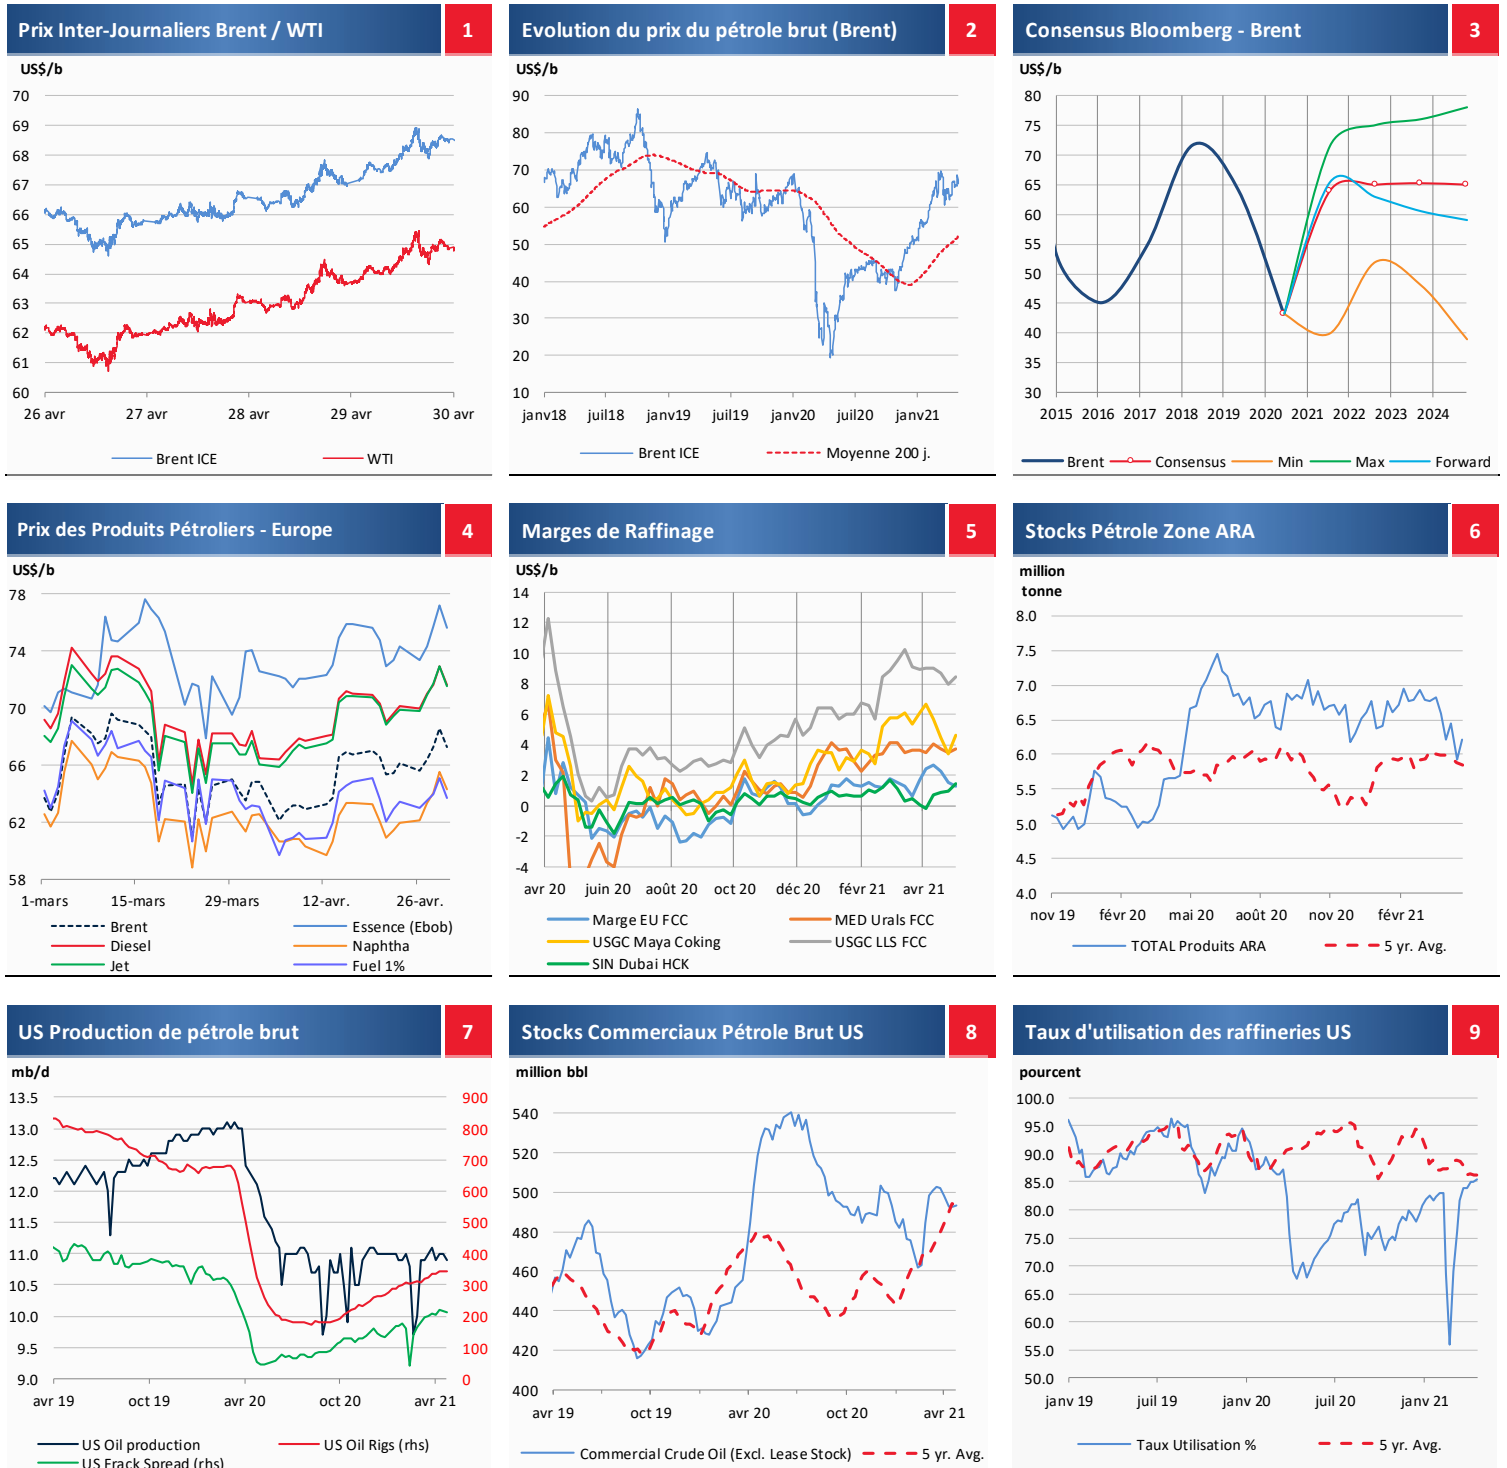 Prix Inter-Journaliers Brent / WTI
1
US$/b
70
69
68
67
66
65
64
63
62
61
60
26 avr
27 avr
28 avr
29 avr
30 avr
Brent ICE
WTI
Evolution du prix du pétrole brut (Brent)
2
US$/b
90
80
70
60
50
40
30
20
10
janv18
juil18
janv19
juil19
janv20
juil20
janv21
Brent ICE
Moyenne 200 j.
Consensus Bloomberg - Brent
3
US$/b
80
75
70
65
60
55
50
45
40
35
30
2015
2016
2017
2018
2019
2020
2021
2022
2023
2024
Brent
Consensus
Min
Max
Forward
Prix des Produits Pétroliers - Europe
4
US$/b
78
74
70
66
62
58
1-mars
15-mars
29-mars
12-avr.
26-avr.
Brent
Essence (Ebob)
Diesel
Naphtha
Jet
Fuel 1%
Marges de Raffinage
5
US$/b
14
12
10
8
6
4
2
0
-2
-4
avr 20
juin 20
août 20
oct 20
déc 20
févr 21
avr 21
Marge EU FCC
MED Urals FCC
USGC Maya Coking
USGC LLS FCC
SIN Dubai HCK
Stocks Pétrole Zone ARA
6
million
tonne
8.0
7.5
7.0
6.5
6.0
5.5
5.0
4.5
4.0
nov 19
févr 20
mai 20
août 20
nov 20
févr 21
TOTAL Produits ARA
5 yr. Avg.
US Production de pétrole brut
7
mb/d
13.5
13.0
12.5
12.0
11.5
11.0
10.5
10.0
9.5
9.0
900
800
700
600
500
400
300
200
100
0
avr 19
oct 19
avr 20
oct 20
avr 21
US Oil production
US Oil Rigs (rhs)
US Frack Spread (rhs)
Stocks Commerciaux Pétrole Brut US
8
million bbl
540
520
500
480
460
440
420
400
avr 19
oct 19
avr 20
oct 20
avr 21
Commercial Crude Oil (Excl. Lease Stock)
5 yr. Avg.
Taux d'utilisation des raffineries US
9
pourcent
100.0
95.0
90.0
85.0
80.0
75.0
70.0
65.0
60.0
55.0
50.0
janv 19
juil 19
janv 20
juil 20
janv 21
Taux Utilisation %
5 yr. Avg.